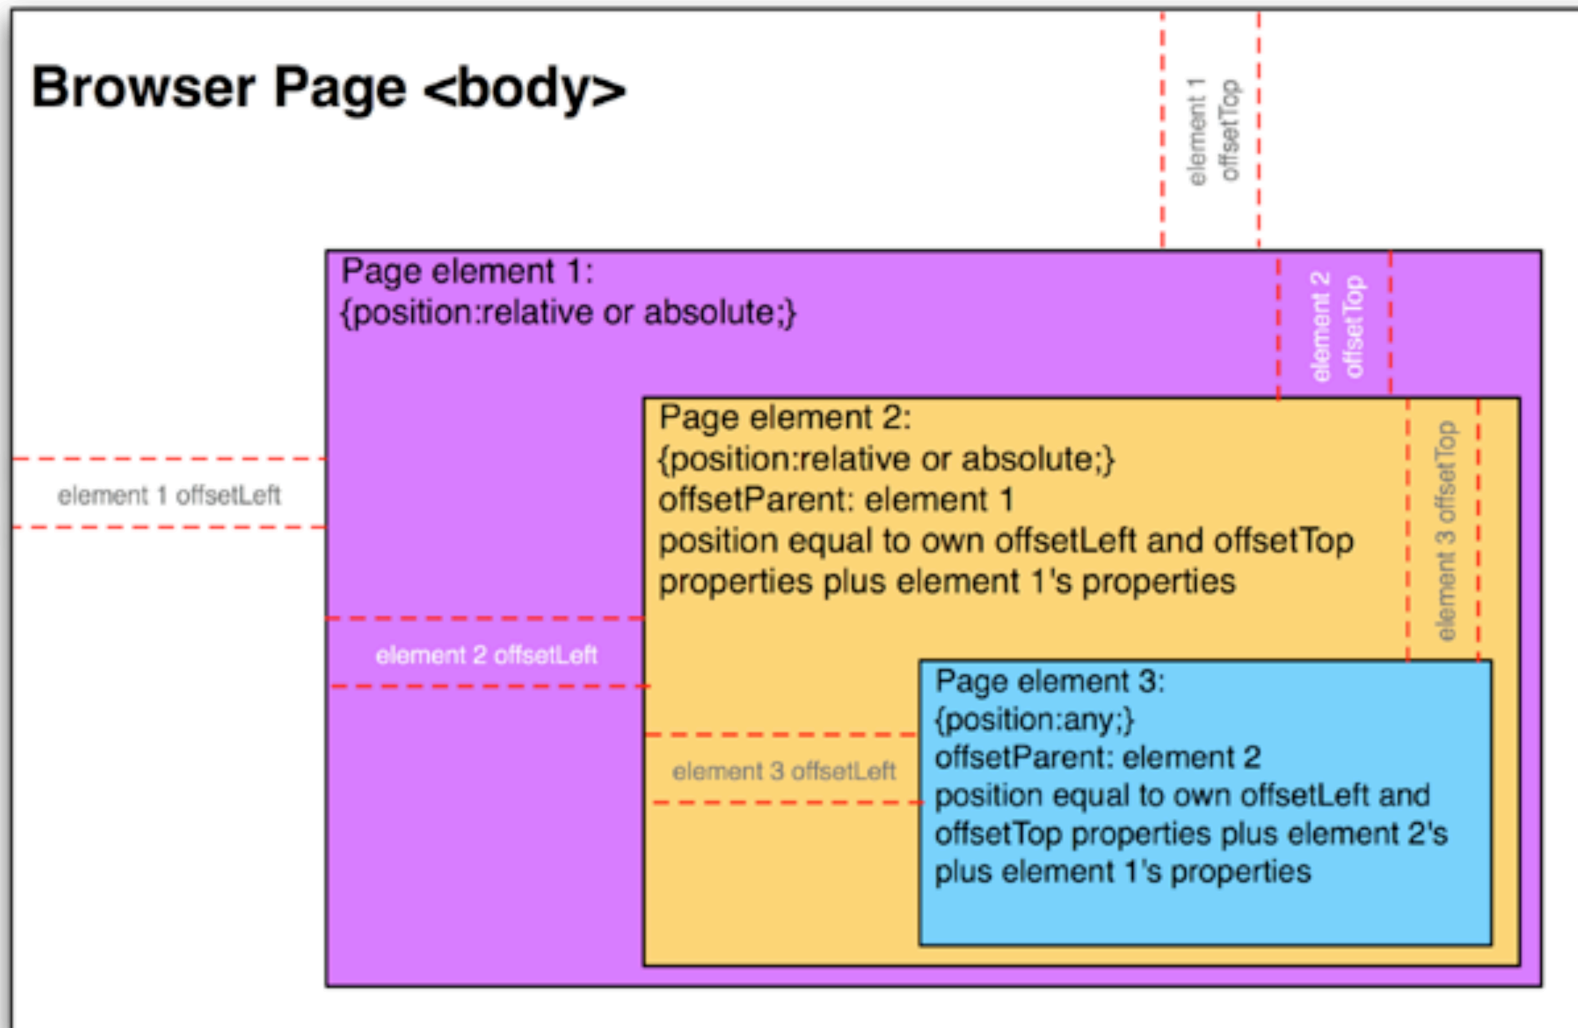 Browser Page <body>
element 1
offsetTop
Page element 1:
{position:relative or absolute;}
element 2
offsetTop
Page element 2:
{position:relative or absolute;}
offsetParent: element 1
position equal to own offsetLeft and offsetTop
properties plus element 1's properties
element 3 offsetTop
element 1 offsetLeft
element 2 offsetLeft
element 3 offsetLeft
Page element 3:
{position:any;}
offsetParent: element 2
position equal to own offsetLeft and
offsetTop properties plus element 2's
plus element 1's properties